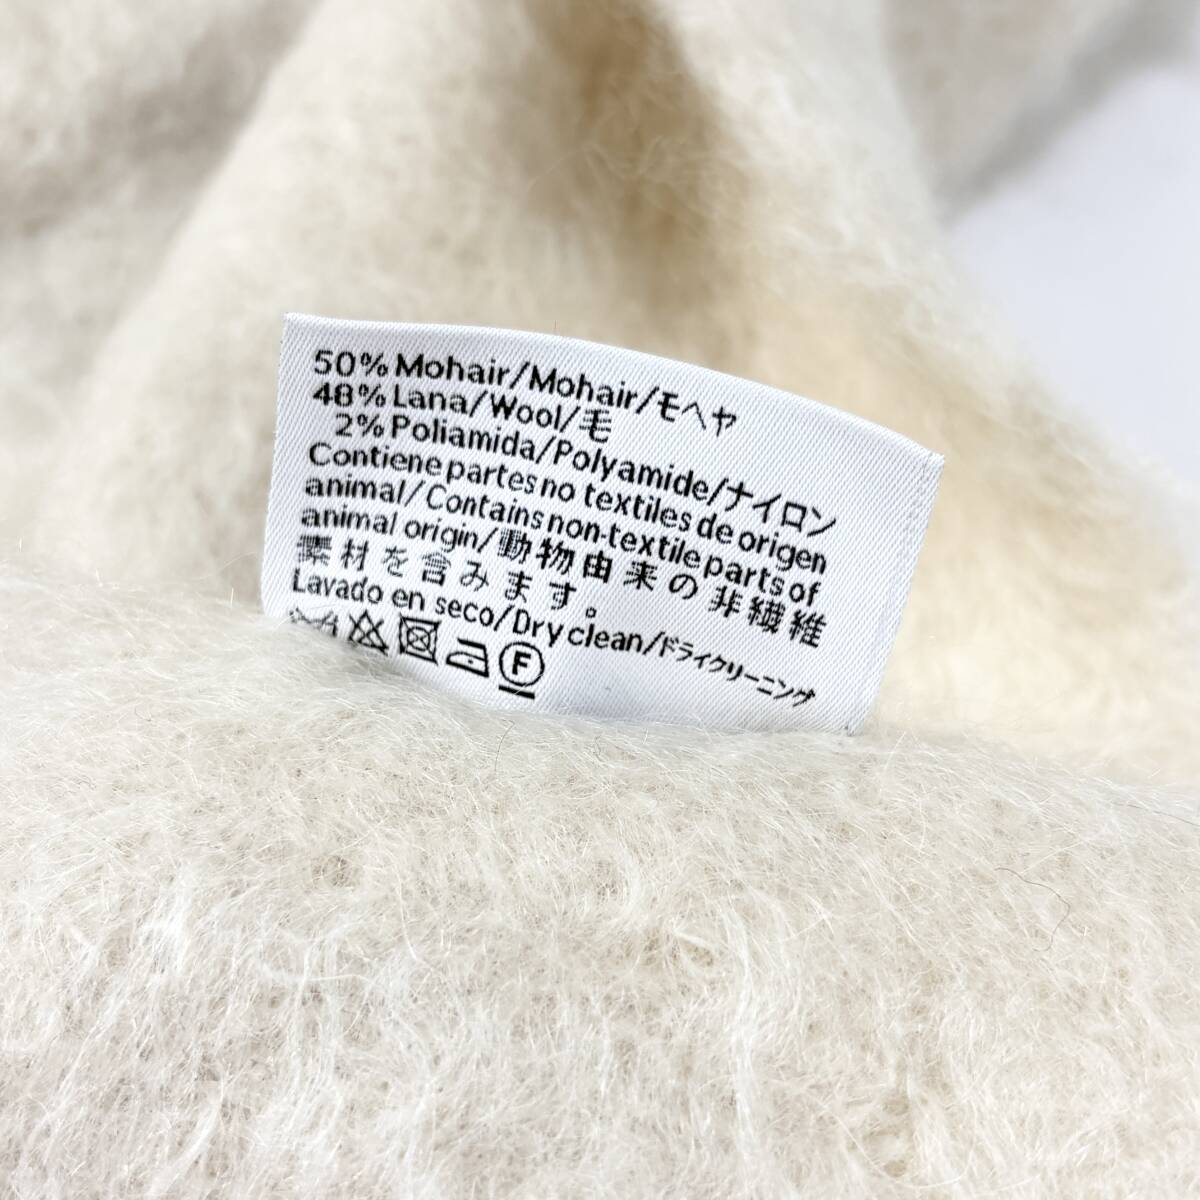 50% Mohair/Mohair/モヘヤ
48% Lana/Wool/毛
2% Poliamida/Polyamide/ナイロン
Contiene partes no textiles de origen
animal/Contains non-textile parts of
animal origin/動物由来の非繊維
素材を含みます。
Lavado en seco/Dry clean/ドライクリーニング
F